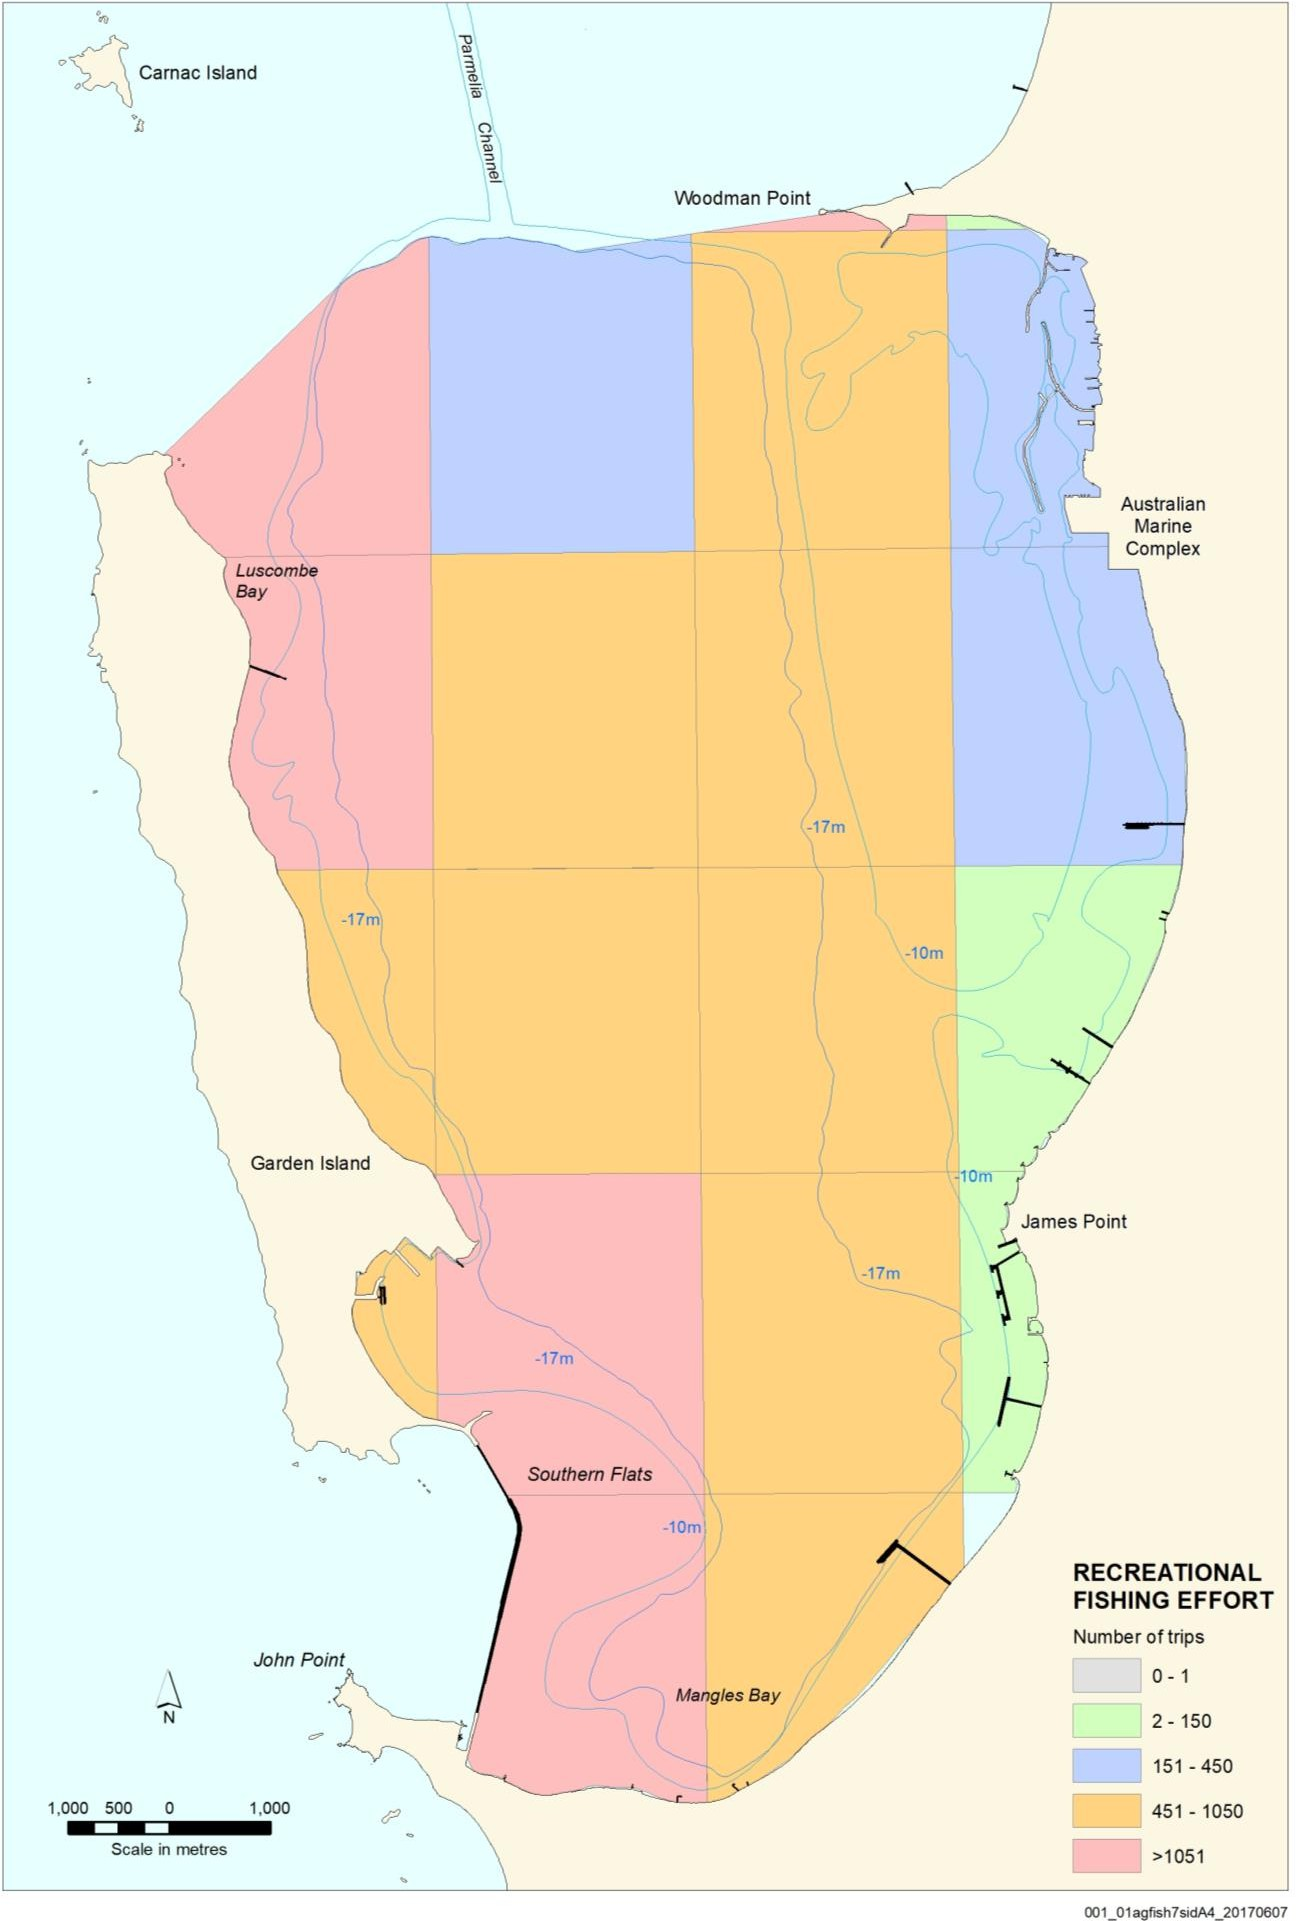 Carnac Island
Parmelia Channel
Woodman Point
Australian
Marine
Complex
Luscombe
Bay
-17m
-17m
-10m
Garden Island
-10m
James Point
-17m
-17m
Southern Flats
-10m
John Point
Mangles Bay
N
1,000 500 0 1,000
Scale in metres
RECREATIONAL
FISHING EFFORT
Number of trips
0 - 1
2 - 150
151 - 450
451 - 1050
>1051
001_01agfish7sidA4_20170607